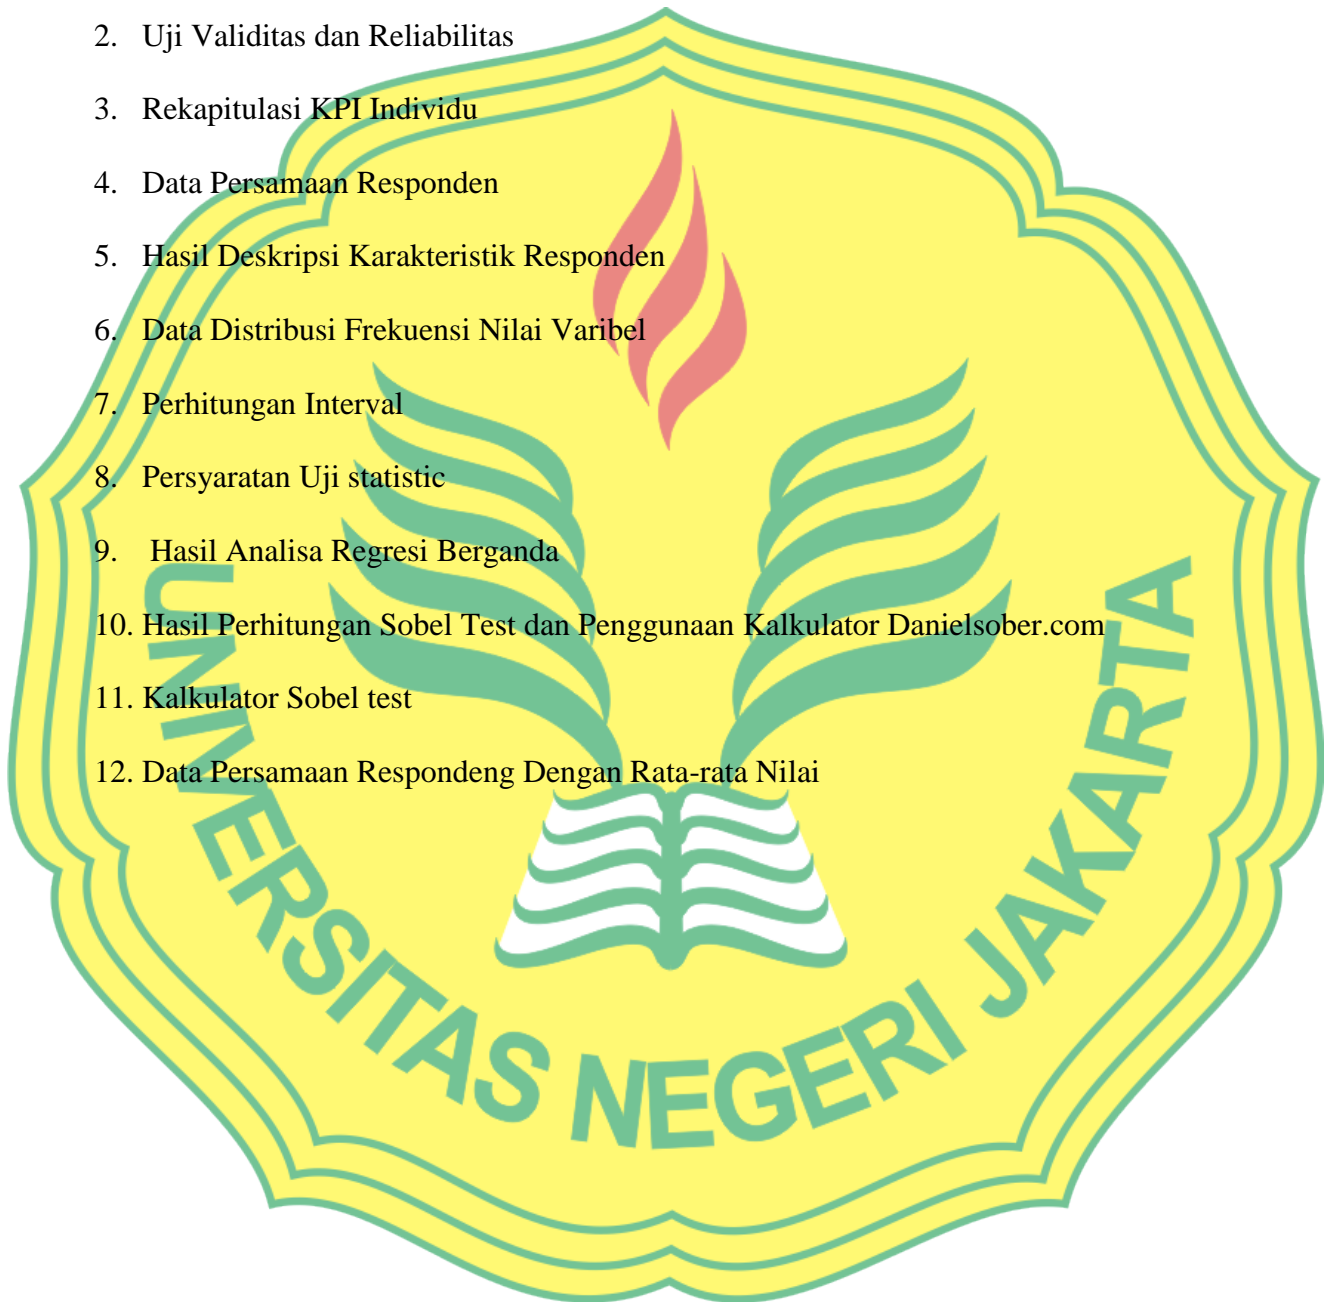 2. Uji Validitas dan Reliabilitas
3. Rekapitulasi KPI Individu
4. Data Persamaan Responden
5. Hasil Deskripsi Karakteristik Responden
6. Data Distribusi Frekuensi Nilai Varibel
7. Perhitungan Interval
8. Persyaratan Uji statistic
9. Hasil Analisa Regresi Berganda
10. Hasil Perhitungan Sobel Test dan Penggunaan Kalkulator Danielsober.com
11. Kalkulator Sobel test
12. Data Persamaan Respondeng Dengan Rata-rata Nilai
UNIVERSITAS NEGERI JAKARTA